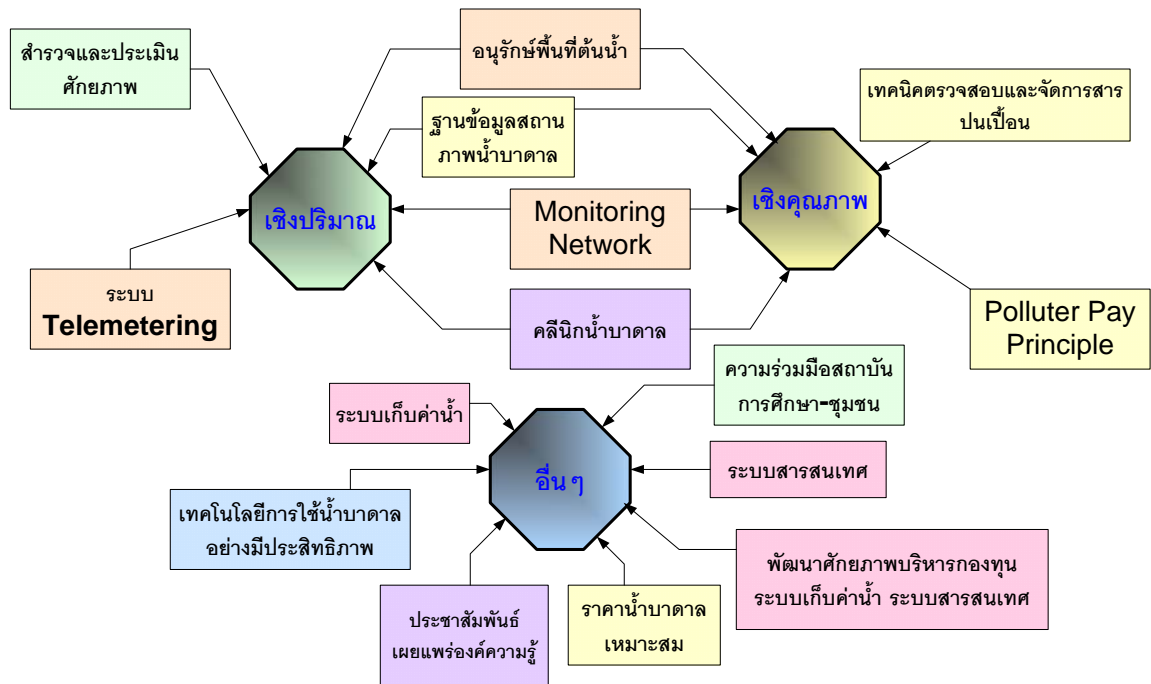 อนุรักษ์พื้นที่ต้นน้ำ
สำรวจและประเมิน
ศักยภาพ
เทคนิคตรวจสอบและจัดการสาร
ปนเปื้อน
ฐานข้อมูลสถาน
ภาพน้ำบาดาล
เชิงปริมาณ
Monitoring
Network
เชิงคุณภาพ
ระบบ
Telemetering
คลีนิกน้ำบาดาล
Polluter Pay
Principle
ความร่วมมือสถาบัน
การศึกษา-ชุมชน
ระบบเก็บค่าน้ำ
อื่น ๆ
ระบบสารสนเทศ
เทคโนโลยีการใช้น้ำบาดาล
อย่างมีประสิทธิภาพ
พัฒนาศักยภาพบริหารกองทุน
ระบบเก็บค่าน้ำ ระบบสารสนเทศ
ประชาสัมพันธ์
เผยแพร่องค์ความรู้
ราคาน้ำบาดาล
เหมาะสม